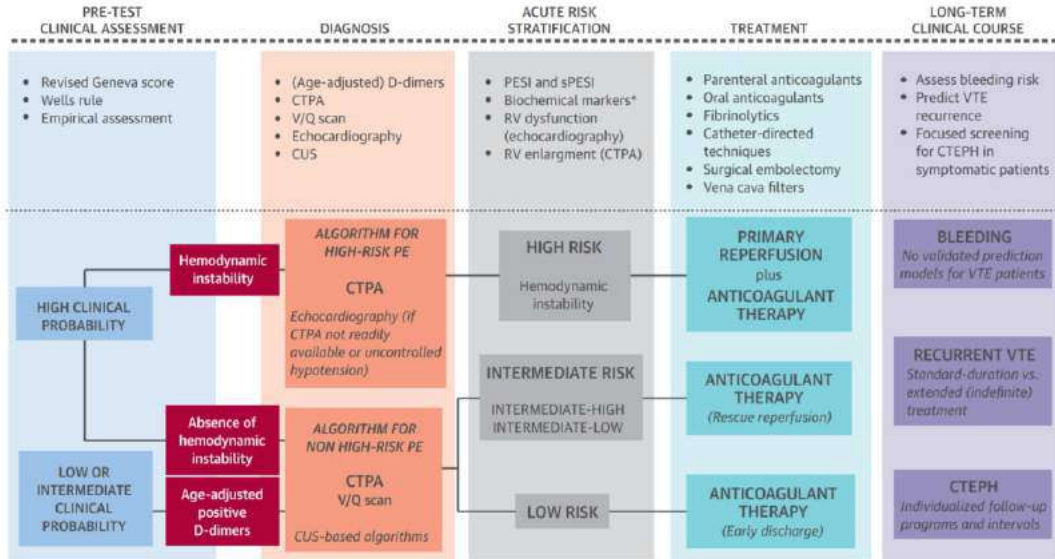 PRE-TEST
CLINICAL ASSESSMENT
DIAGNOSIS
ACUTE RISK
STRATIFICATION
TREATMENT
LONG-TERM
CLINICAL COURSE
• Revised Geneva score
• Wells rule
• Empirical assessment
• (Age-adjusted) D-dimers
• CTPA
• V/Q scan
• Echocardiography
• CUS
• PESI and sPESI
• Biochemical markers*
• RV dysfunction
(echocardiography)
• RV enlargment (CTPA)
• Parenteral anticoagulants
• Oral anticoagulants
• Fibrinolytics
• Catheter-directed
techniques
• Surgical embolectomy
• Vena cava filters
• Assess bleeding risk
• Predict VTE
recurrence
• Focused screening
for CTEPH in
symptomatic patients
HIGH CLINICAL
PROBABILITY
LOW OR
INTERMEDIATE
CLINICAL
PROBABILITY
Hemodynamic
instability
Absence of
hemodynamic
instability
Age-adjusted
positive
D-dimers
ALGORITHM FOR
HIGH-RISK PE
CTPA
Echocardiography (if
CTPA not readily
available or uncontrolled
hypotension)
ALGORITHM FOR
NON HIGH-RISK PE
CTPA
V/Q scan
CUS-based algorithms
HIGH RISK
Hemodynamic
instability
INTERMEDIATE RISK
INTERMEDIATE-HIGH
INTERMEDIATE-LOW
LOW RISK
PRIMARY
REPERFUSION
plus
ANTICOAGULANT
THERAPY
ANTICOAGULANT
THERAPY
(Rescue reperfusion)
ANTICOAGULANT
THERAPY
(Early discharge)
BLEEDING
No validated prediction
models for VTE patients
RECURRENT VTE
Standard-duration vs.
extended (indefinite)
treatment
CTEPH
Individualized follow-up
programs and intervals